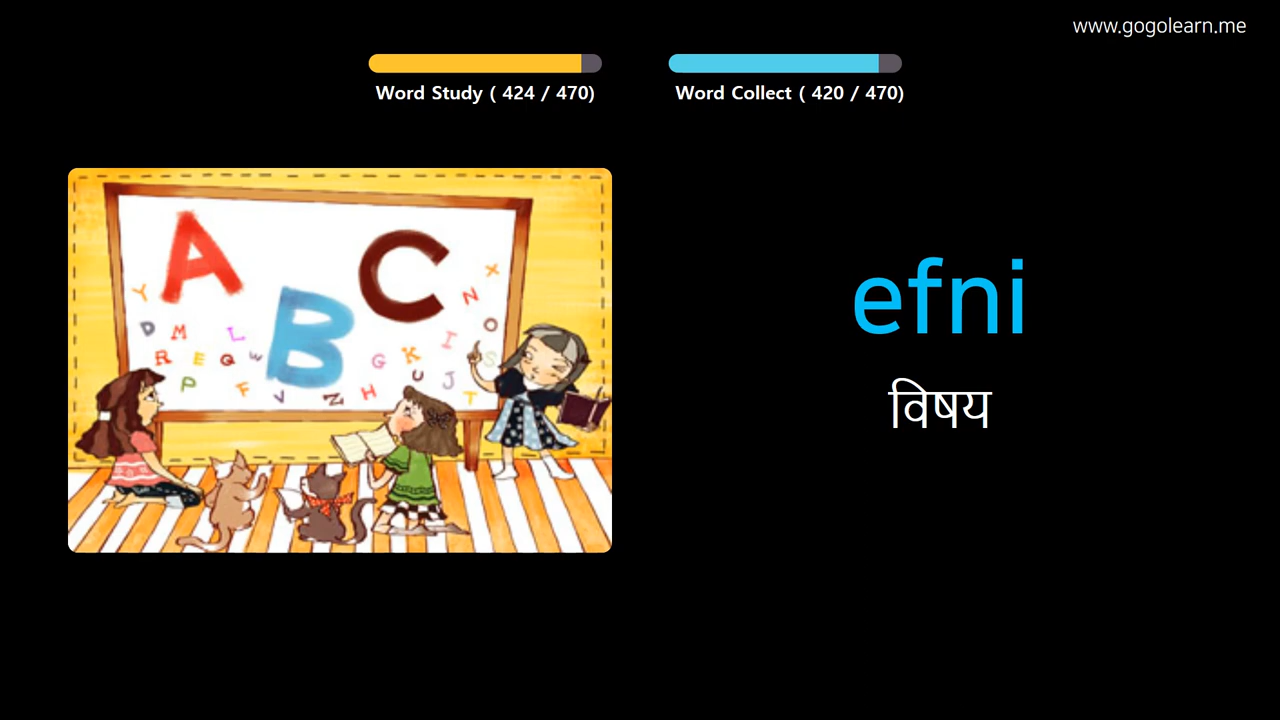 www.gogolearn.me
Word Study ( 424 / 470)
Word Collect ( 420 / 470)
A
B
C
Y
X
N
D
M
L
O
I
R
E
Q
W
G
K
S
P
F
V
Z
H
U
J
T
efni
विषय